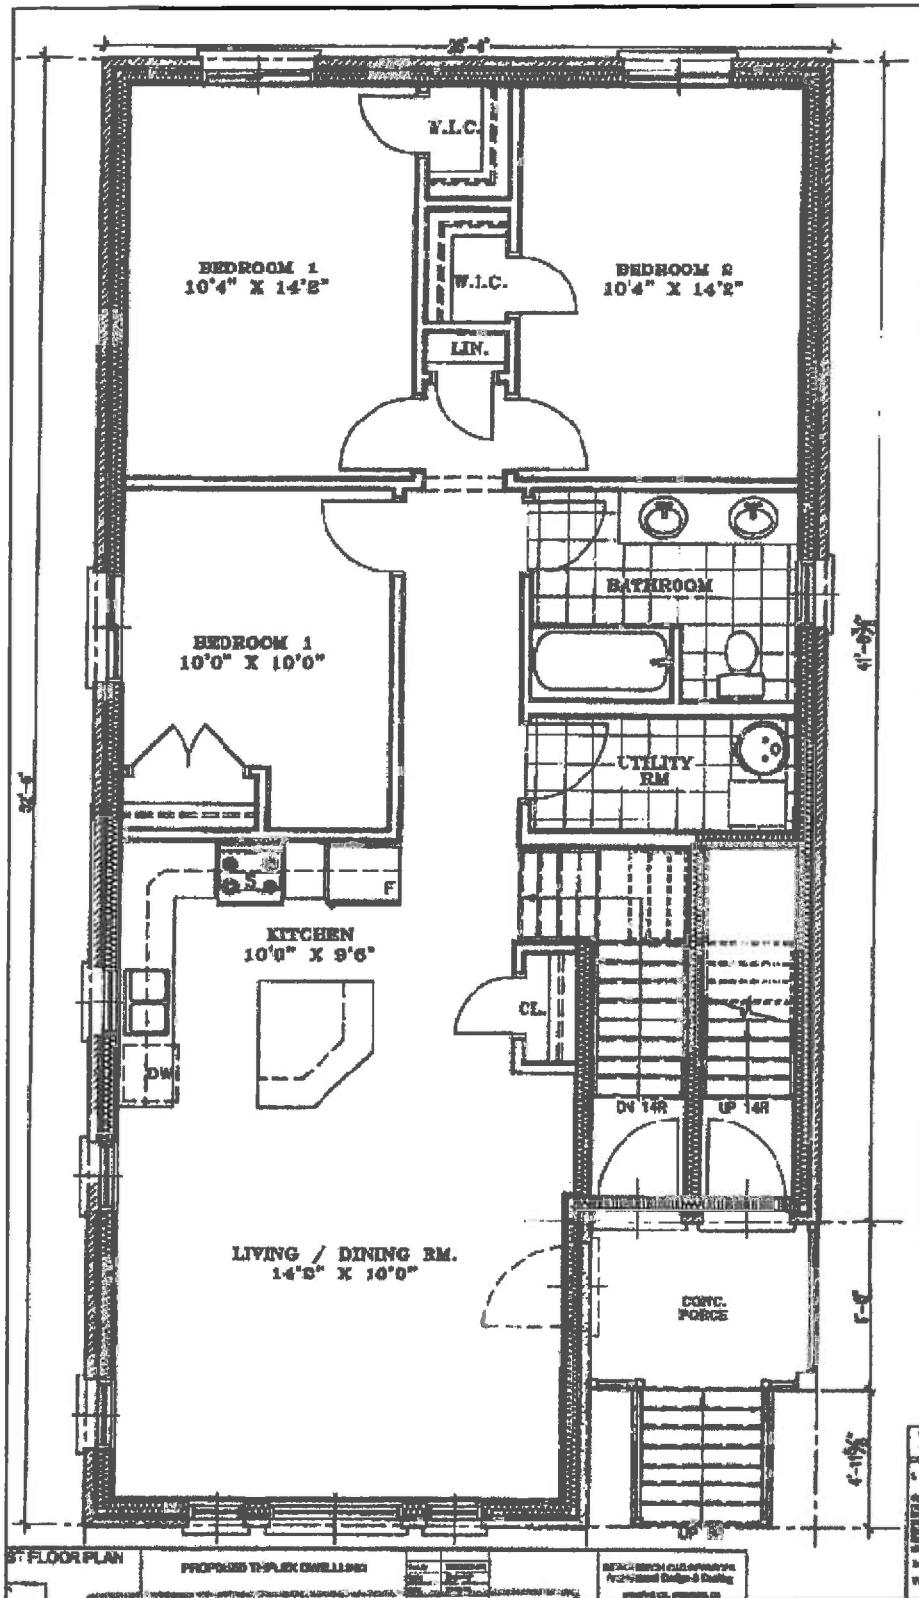 W.I.C.
BEDROOM 1
BEDROOM 2
10'4" X 14'2"
10'4" X 14'2"
W.I.C.
LIN.
BATHROOM
BEDROOM 1
10'0" X 10'0"
UTILITY
RM
S
F
KITCHEN
10'0" X 9'6"
CL.
DW
DN 14R
UP 14R
LIVING / DINING RM.
14'8" X 10'0"
CONC.
PORCE
UP
FLOOR PLAN
PROPOSED TRIPLEX DWELLING